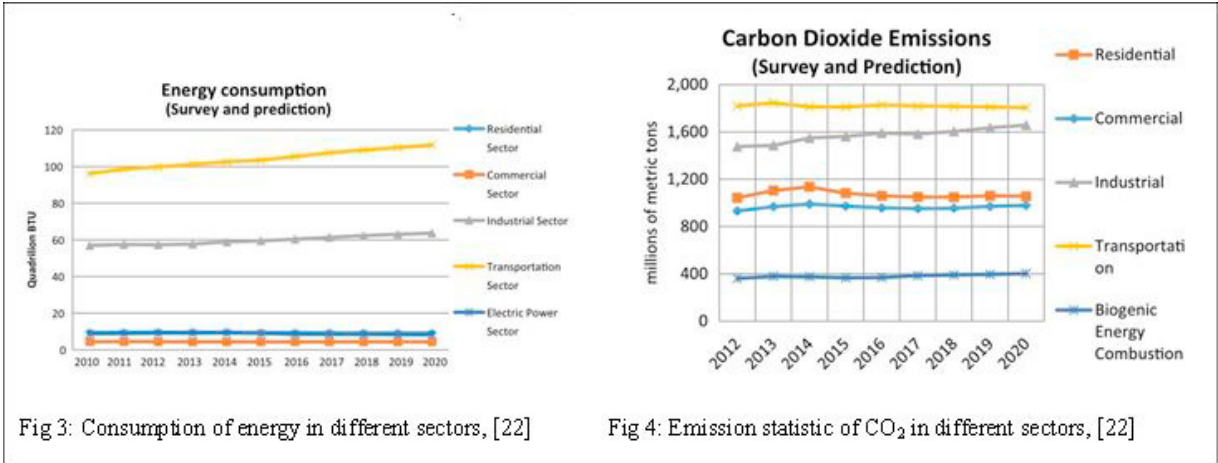 Energy consumption
(Survey and prediction)
Quadrilion BTU
120
100
80
60
40
20
0
2010 2011 2012 2013 2014 2015 2016 2017 2018 2019 2020
Residential
Sector
Commercial
Sector
Industrial Sector
Transportation
Sector
Electric Power
Sector
Fig 3: Consumption of energy in different sectors, [22]
Carbon Dioxide Emissions
(Survey and Prediction)
millions of metric tons
2,000
1,600
1,200
800
400
0
2012 2013 2014 2015 2016 2017 2018 2019 2020
Residential
Commercial
Industrial
Transportati
on
Biogenic
Energy
Combustion
Fig 4: Emission statistic of CO₂ in different sectors, [22]